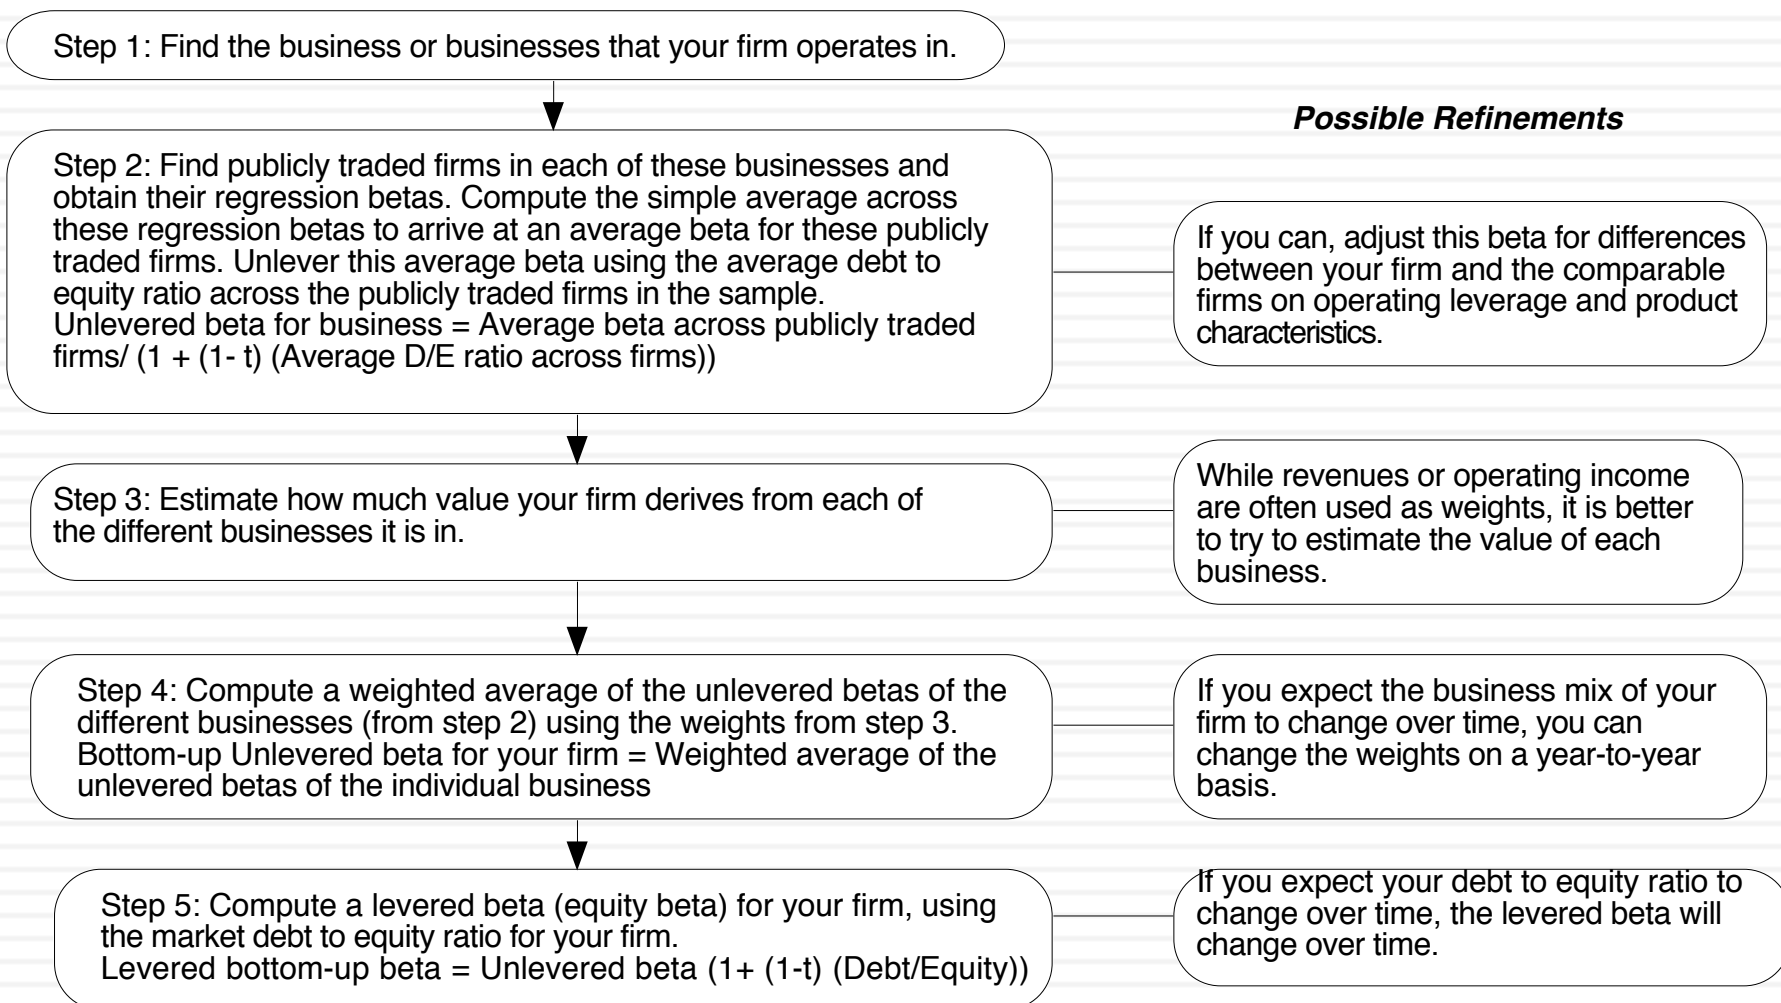 Step 1: Find the business or businesses that your firm operates in.
Possible Refinements
Step 2: Find publicly traded firms in each of these businesses and
obtain their regression betas. Compute the simple average across
these regression betas to arrive at an average beta for these publicly
traded firms. Unlever this average beta using the average debt to
equity ratio across the publicly traded firms in the sample.
Unlevered beta for business = Average beta across publicly traded
firms/ (1 + (1- t) (Average D/E ratio across firms))
If you can, adjust this beta for differences
between your firm and the comparable
firms on operating leverage and product
characteristics.
Step 3: Estimate how much value your firm derives from each of
the different businesses it is in.
While revenues or operating income
are often used as weights, it is better
to try to estimate the value of each
business.
Step 4: Compute a weighted average of the unlevered betas of the
different businesses (from step 2) using the weights from step 3.
Bottom-up Unlevered beta for your firm = Weighted average of the
unlevered betas of the individual business
If you expect the business mix of your
firm to change over time, you can
change the weights on a year-to-year
basis.
Step 5: Compute a levered beta (equity beta) for your firm, using
the market debt to equity ratio for your firm.
Levered bottom-up beta = Unlevered beta (1+ (1-t) (Debt/Equity))
If you expect your debt to equity ratio to
change over time, the levered beta will
change over time.